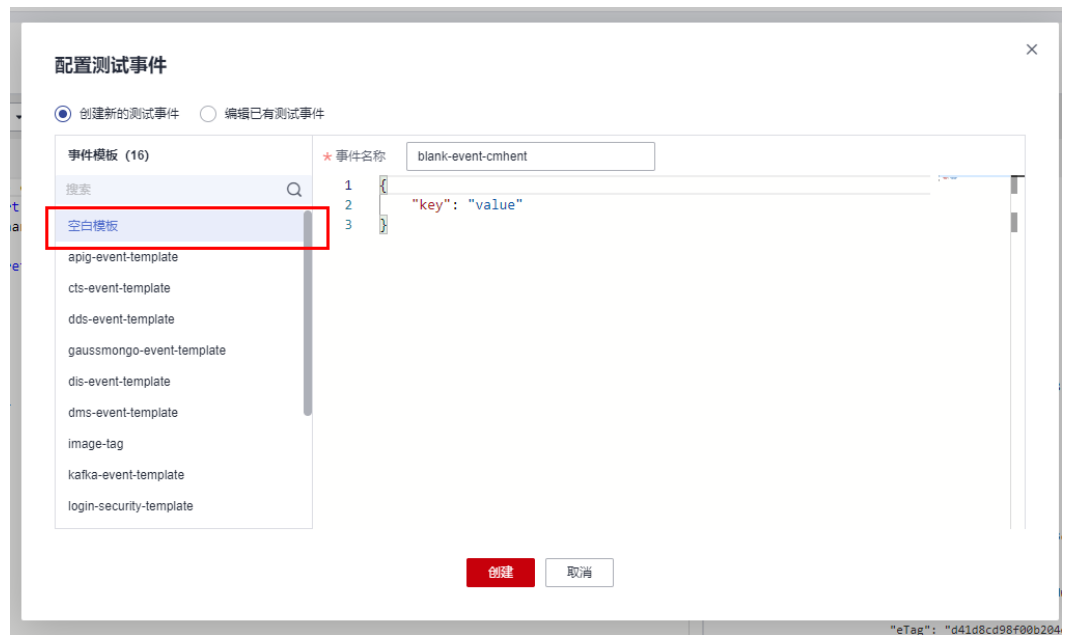 配置测试事件
创建新的测试事件 编辑已有测试事件
事件模板 (16)
搜索
空白模板
apig-event-template
cts-event-template
dds-event-template
gaussmongo-event-template
dis-event-template
dms-event-template
image-tag
kafka-event-template
login-security-template
* 事件名称 blank-event-cmhent
1 {
2 "key": "value"
3 }
创建 取消
"eTag": "d41d8cd98f00b204